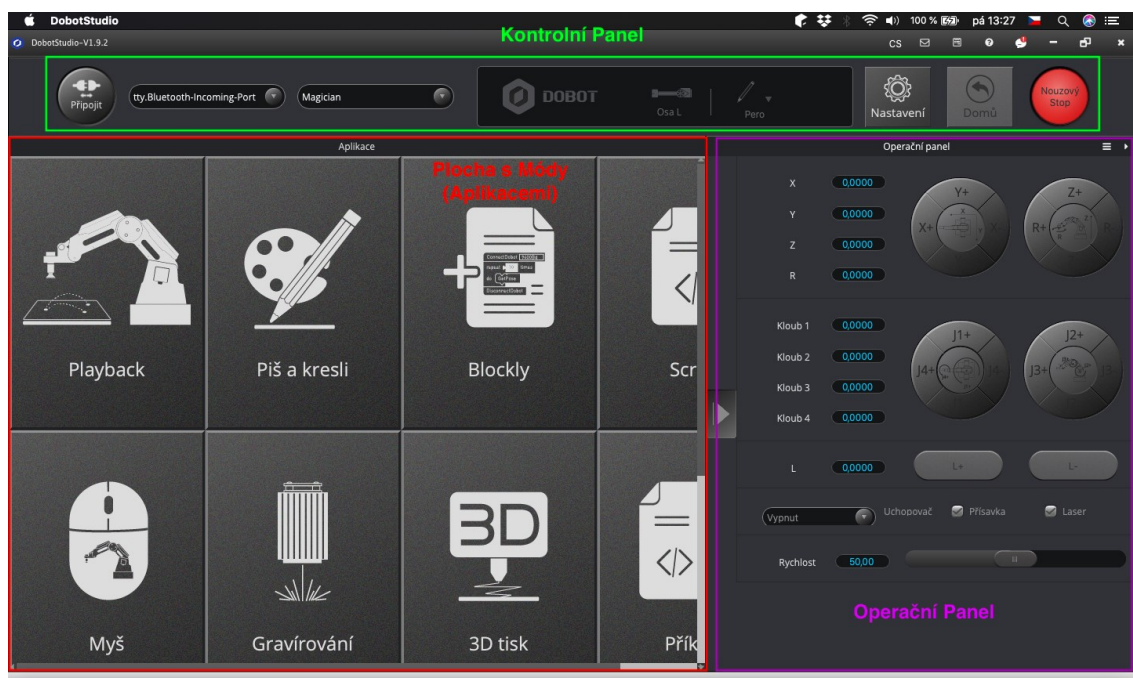 DobotStudio
100 %
pá 13:27
DobotStudio-V1.9.2
Kontrolní Panel
CS
Připojit
tty.Bluetooth-Incoming-Port
Magician
DOBOT
Osa L
Pero
Nastavení
Domů
Nouzový
Stop
Aplikace
Plocha s Módy
(Aplikacemi)
Playback
Piš a kresli
Blockly
Scr
Myš
Gravírování
3D
3D tisk
Přík
Operační panel
X 0,0000
Y 0,0000
Z 0,0000
R 0,0000
Y+
X+
Z+
R+
R
Kloub 1 0,0000
Kloub 2 0,0000
Kloub 3 0,0000
Kloub 4 0,0000
J1+
J4+
J2+
J3+
L 0,0000
L+
L-
Vypnut
Uchopovač
Přísavka
Laser
Rychlost 50,00
Operační Panel